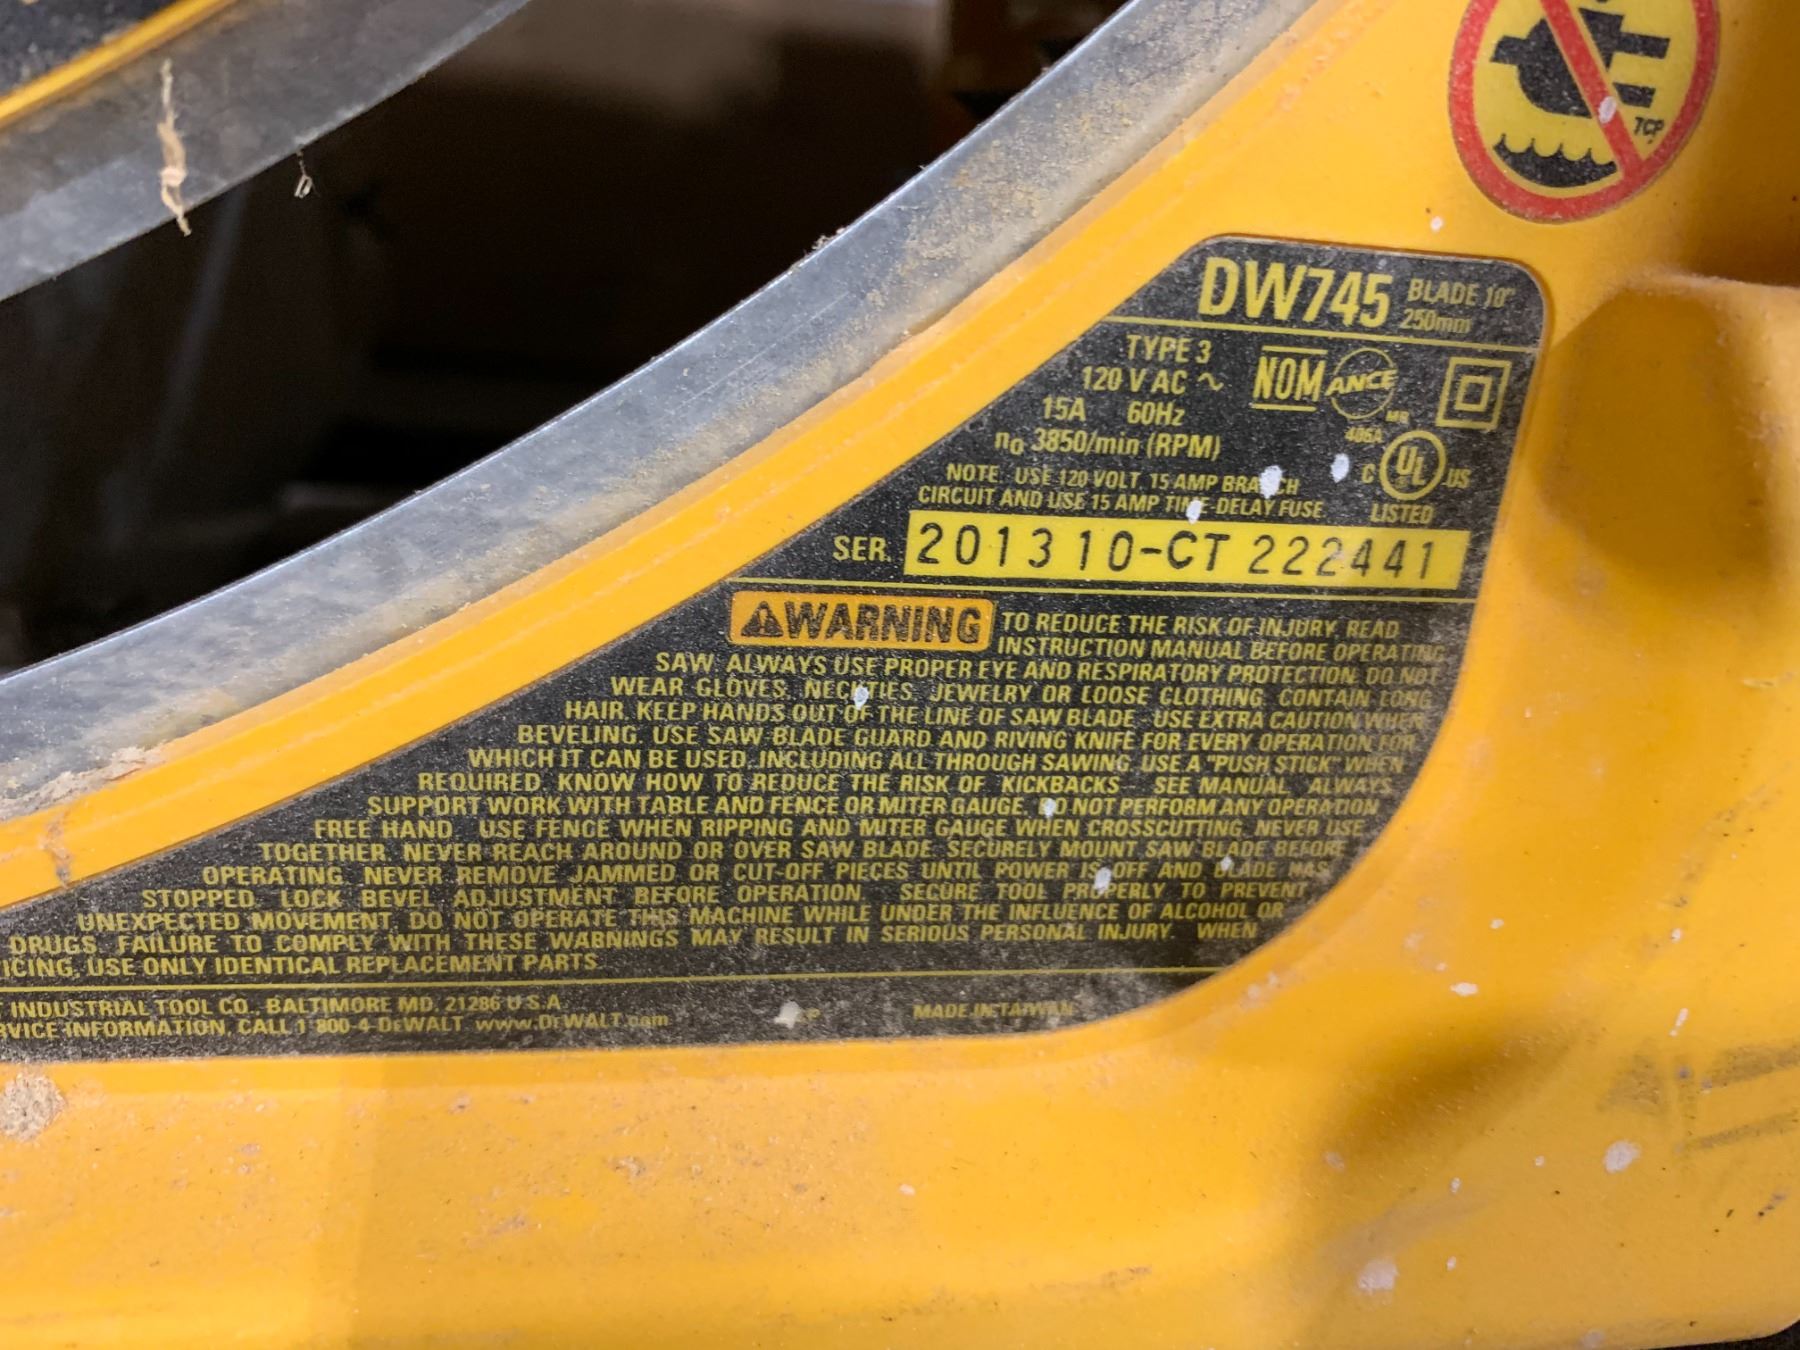 TCP
DW745 BLADE 10"
250mm
TYPE 3
120 V AC ~
NOM ANCE
15A 60Hz
MR
406A
n₀ 3850/min (RPM)
C UL US
LISTED
NOTE: USE 120 VOLT, 15 AMP BRANCH
CIRCUIT AND USE 15 AMP TIME-DELAY FUSE
SER. 201310-CT 222441
WARNING TO REDUCE THE RISK OF INJURY, READ
INSTRUCTION MANUAL BEFORE OPERATING
SAW. ALWAYS USE PROPER EYE AND RESPIRATORY PROTECTION. DO NOT
WEAR GLOVES, NECKTIES, JEWELRY OR LOOSE CLOTHING. CONTAIN LONG
HAIR. KEEP HANDS OUT OF THE LINE OF SAW BLADE. USE EXTRA CAUTION WHEN
BEVELING. USE SAW BLADE GUARD AND RIVING KNIFE FOR EVERY OPERATION FOR
WHICH IT CAN BE USED, INCLUDING ALL THROUGH SAWING. USE A "PUSH STICK" WHEN
REQUIRED. KNOW HOW TO REDUCE THE RISK OF KICKBACKS SEE MANUAL. ALWAYS
SUPPORT WORK WITH TABLE AND FENCE OR MITER GAUGE. DO NOT PERFORM ANY OPERATION
FREE HAND. USE FENCE WHEN RIPPING AND MITER GAUGE WHEN CROSSCUTTING. NEVER USE
TOGETHER. NEVER REACH AROUND OR OVER SAW BLADE. SECURELY MOUNT SAW BLADE BEFORE
OPERATING. NEVER REMOVE JAMMED OR CUT-OFF PIECES UNTIL POWER IS OFF AND BLADE HAS
STOPPED. LOCK BEVEL ADJUSTMENT BEFORE OPERATION. SECURE TOOL PROPERLY TO PREVENT
UNEXPECTED MOVEMENT. DO NOT OPERATE THIS MACHINE WHILE UNDER THE INFLUENCE OF ALCOHOL OR
DRUGS. FAILURE TO COMPLY WITH THESE WARNINGS MAY RESULT IN SERIOUS PERSONAL INJURY. WHEN
ICING, USE ONLY IDENTICAL REPLACEMENT PARTS.
T INDUSTRIAL TOOL CO., BALTIMORE MD, 21286 U.S.A.
RVICE INFORMATION, CALL 1-800-4-DEWALT www.DEWALT.com
MADE IN TAIWAN